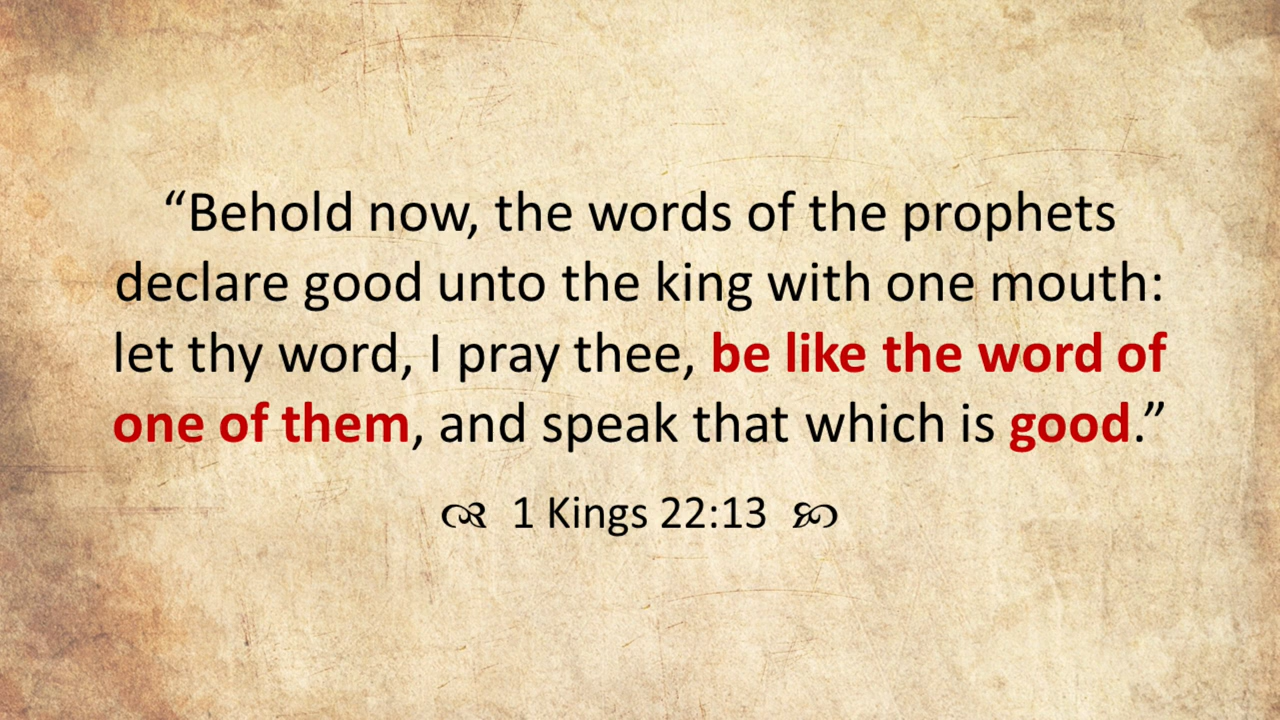 “Behold now, the words of the prophets
declare good unto the king with one mouth:
let thy word, I pray thee, be like the word of
one of them, and speak that which is good.”
1 Kings 22:13